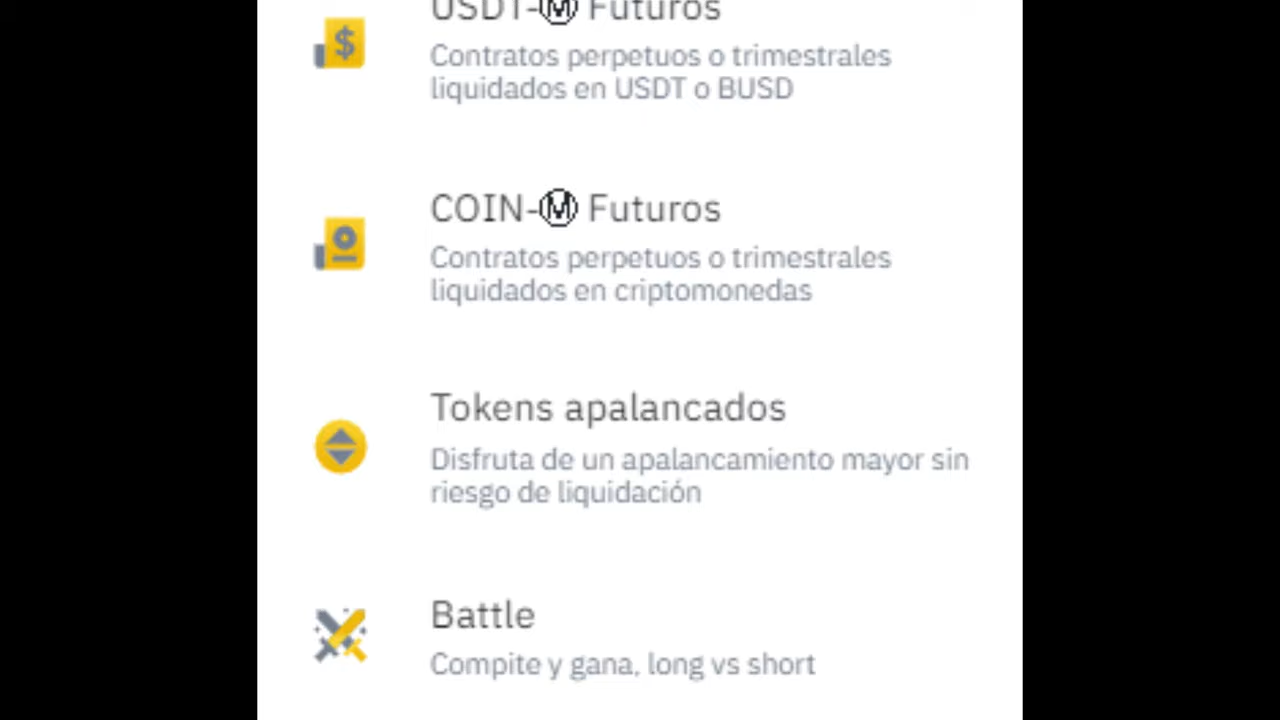 USDT-Ⓜ Futuros
Contratos perpetuos o trimestrales
liquidados en USDT o BUSD
COIN-Ⓜ Futuros
Contratos perpetuos o trimestrales
liquidados en criptomonedas
Tokens apalancados
Disfruta de un apalancamiento mayor sin
riesgo de liquidación
Battle
Compite y gana, long vs short